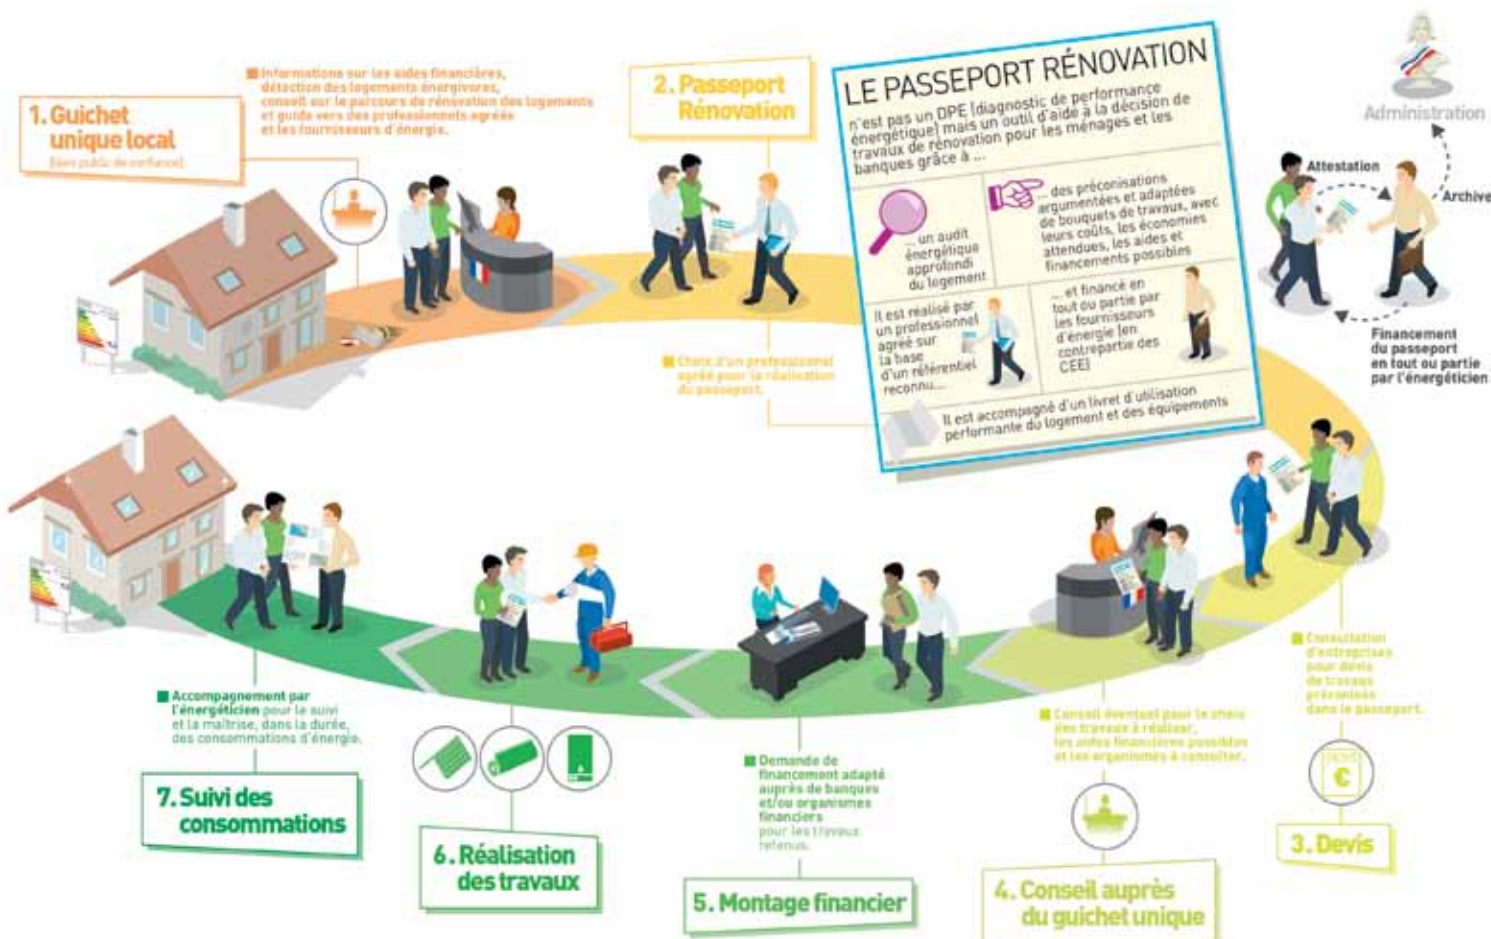 1. Guichet
unique local
(tiers public de confiance)
■ Informations sur les aides financières,
détection des logements énergivores,
conseil sur le parcours de rénovation des logements
et guide vers des professionnels agréés
et les fournisseurs d'énergie.
2. Passeport
Rénovation
■ Choix d'un professionnel
agréé pour la réalisation
du passeport.
LE PASSEPORT RÉNOVATION
n'est pas un DPE (diagnostic de performance
énergétique) mais un outil d'aide à la décision de
travaux de rénovation pour les ménages et les
banques grâce à ...
... un audit
énergétique
approfondi
du logement
... des préconisations
argumentées et adaptées
de bouquets de travaux, avec
leurs coûts, les économies
attendues, les aides et
financements possibles
Il est réalisé par
un professionnel
agréé sur
la base
d'un référentiel
reconnu...
... et financé en
tout ou partie par
les fournisseurs
d'énergie (en
contrepartie des
CEE)
Il est accompagné d'un livret d'utilisation
performante du logement et des équipements
Administration
Attestation
Archive
Financement
du passeport
en tout ou partie
par l'énergéticien
■ Consultation
d'entreprises
pour devis
de travaux
préconisés
dans le passeport.
DEVIS
€
3. Devis
■ Conseil éventuel pour le choix
des travaux à réaliser,
les aides financières possibles
et les organismes à consulter.
4. Conseil auprès
du guichet unique
■ Demande de
financement adapté
auprès de banques
et/ou organismes
financiers
pour les travaux
retenus.
5. Montage financier
6. Réalisation
des travaux
■ Accompagnement par
l'énergéticien pour le suivi
et la maîtrise, dans la durée,
des consommations d'énergie.
7. Suivi des
consommations